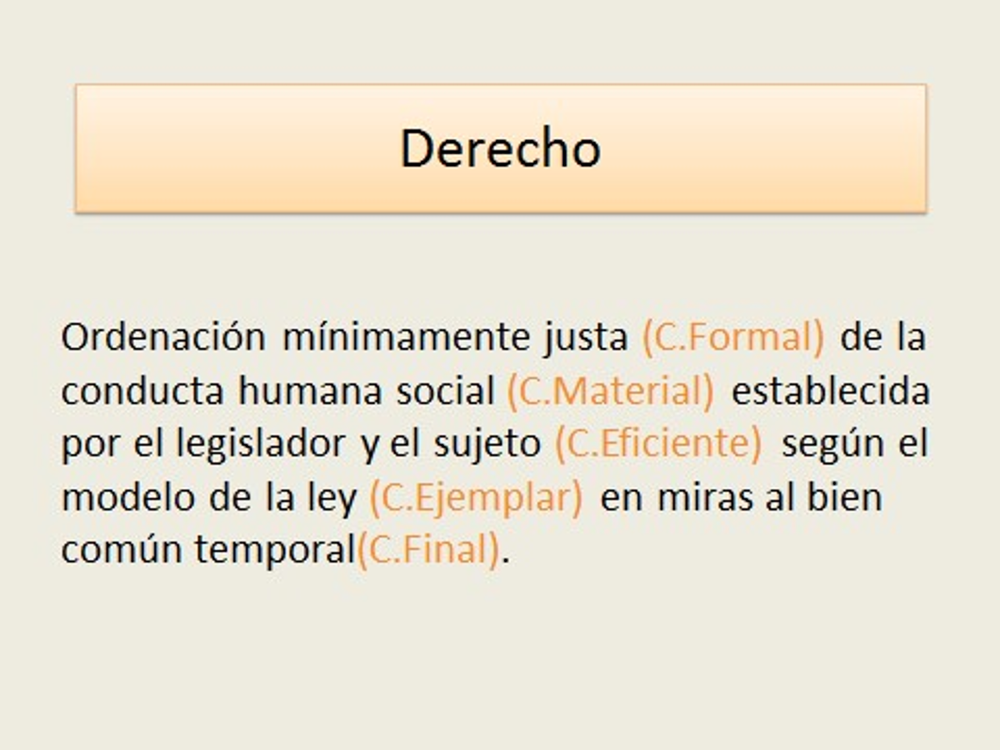 Derecho
Ordenación mínimamente justa (C.Formal) de la
conducta humana social (C.Material) establecida
por el legislador y el sujeto (C.Eficiente) según el
modelo de la ley (C.Ejemplar) en miras al bien
común temporal(C.Final).